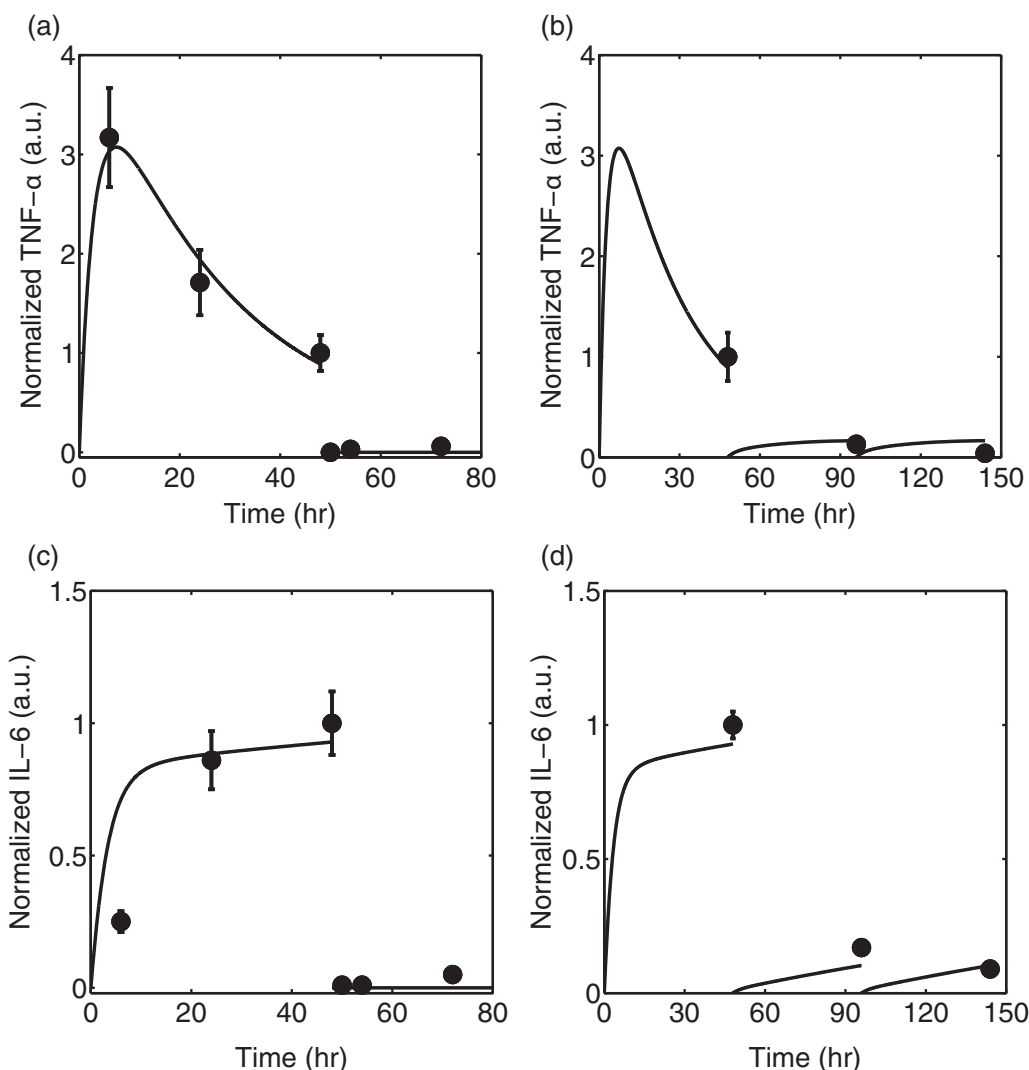 (a)
4
3
2
1
0
0 20 40 60 80
Time (hr)
Normalized TNF−α (a.u.)
(b)
4
3
2
1
0
0 30 60 90 120 150
Time (hr)
Normalized TNF−α (a.u.)
(c)
1.5
1
0.5
0
0 20 40 60 80
Time (hr)
Normalized IL−6 (a.u.)
(d)
1.5
1
0.5
0
0 30 60 90 120 150
Time (hr)
Normalized IL−6 (a.u.)